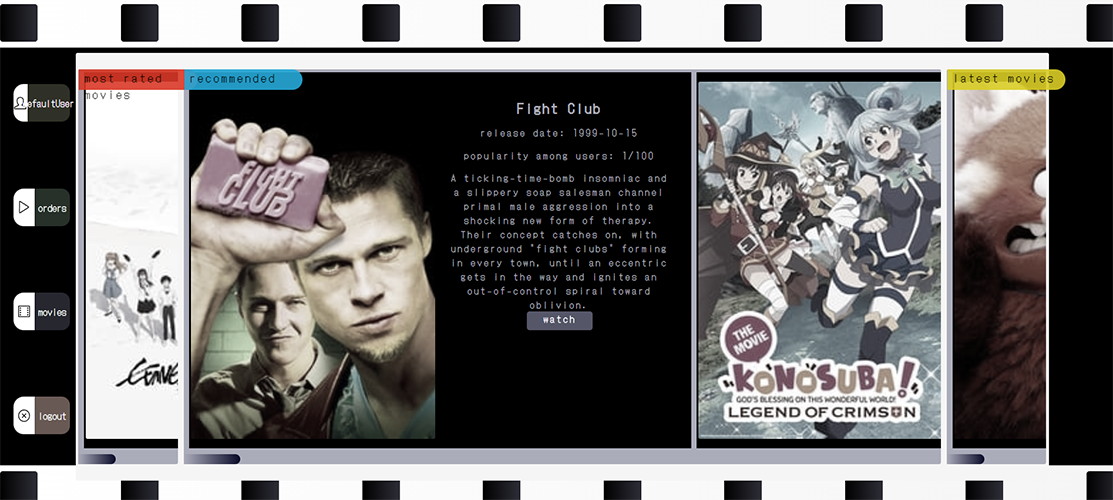 most rated
movies
recommended
latest movies
efaultUser
orders
movies
logout
FIGHT
CLUB
Fight Club
release date: 1999-10-15
popularity among users: 1/100
A ticking-time-bomb insomniac and
a slippery soap salesman channel
primal male aggression into a
shocking new form of therapy.
Their concept catches on, with
underground "fight clubs" forming
in every town, until an eccentric
gets in the way and ignites an
out-of-control spiral toward
oblivion.
watch
THE
MOVIE
KONOSUBA!
GOD'S BLESSING ON THIS WONDERFUL WORLD!
LEGEND OF CRIMSON